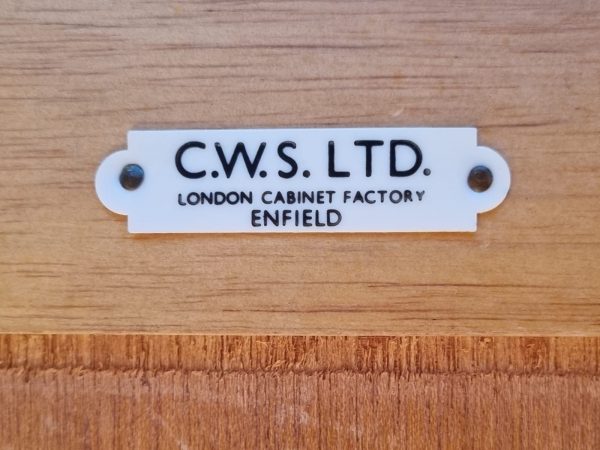 C.W.S. LTD.
LONDON CABINET FACTORY
ENFIELD